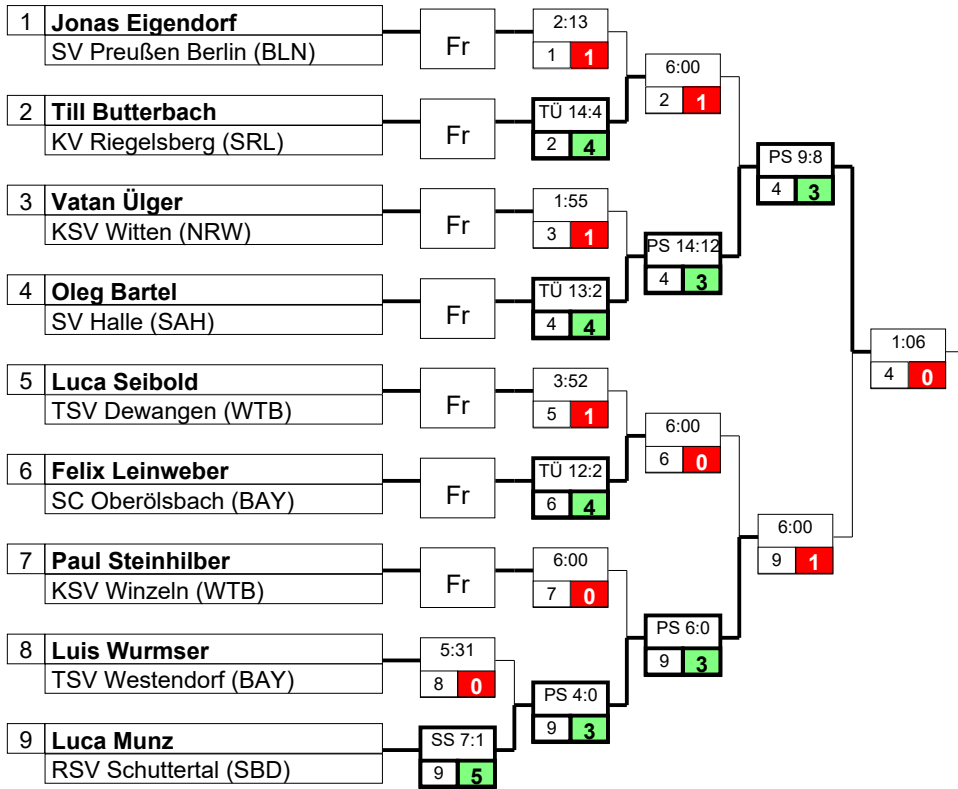 1 Jonas Eigendorf
SV Preußen Berlin (BLN)
Fr
2:13
1 1
6:00
2 1
2 Till Butterbach
KV Riegelsberg (SRL)
Fr
TÜ 14:4
2 4
PS 9:8
4 3
3 Vatan Ülger
KSV Witten (NRW)
Fr
1:55
3 1
PS 14:12
4 3
4 Oleg Bartel
SV Halle (SAH)
Fr
TÜ 13:2
4 4
1:06
4 0
5 Luca Seibold
TSV Dewangen (WTB)
Fr
3:52
5 1
6:00
6 0
6 Felix Leinweber
SC Oberölsbach (BAY)
Fr
TÜ 12:2
6 4
6:00
9 1
7 Paul Steinhilber
KSV Winzeln (WTB)
Fr
6:00
7 0
PS 6:0
9 3
8 Luis Wurmser
TSV Westendorf (BAY)
5:31
8 0
PS 4:0
9 3
9 Luca Munz
RSV Schuttertal (SBD)
SS 7:1
9 5